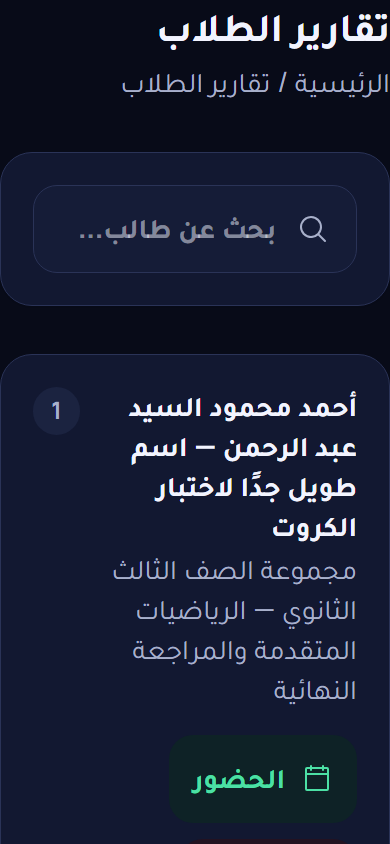 تقارير الطلاب
الرئيسية / تقارير الطلاب
بحث عن طالب...
أحمد محمود السيد
1
عبد الرحمن — اسم
طويل جدًا لاختبار
الكروت
مجموعة الصف الثالث
الثانوي — الرياضيات
المتقدمة والمراجعة
النهائية
الحضور